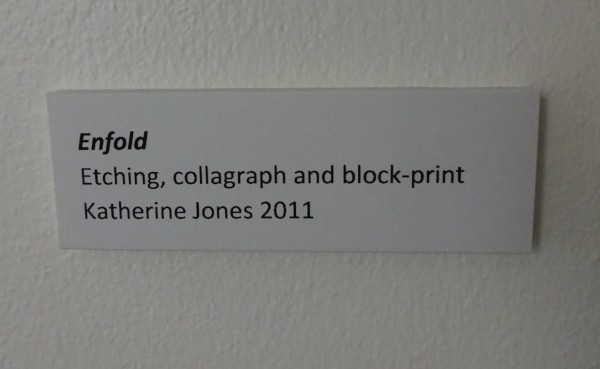 Enfold
Etching, collagraph and block-print
Katherine Jones 2011